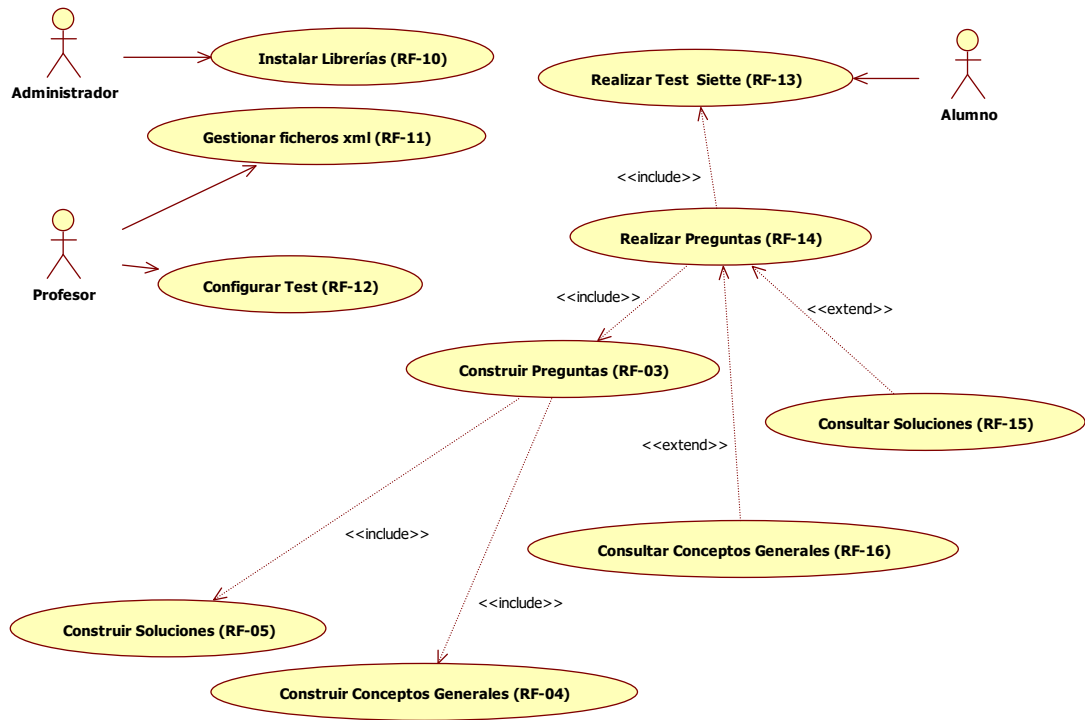 Instalar Librerías (RF-10)
Administrador
Realizar Test  Siette (RF-13)
Alumno
Gestionar ficheros xml (RF-11)
<<include>>
Realizar Preguntas (RF-14)
Profesor
Configurar Test (RF-12)
<<include>>
<<extend>>
Construir Preguntas (RF-03)
Consultar Soluciones (RF-15)
<<extend>>
<<include>>
Consultar Conceptos Generales (RF-16)
<<include>>
Construir Soluciones (RF-05)
Construir Conceptos Generales (RF-04)